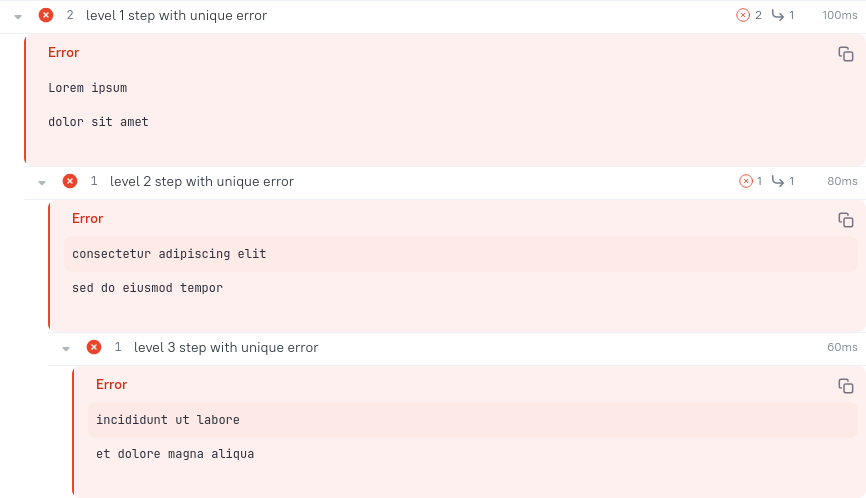 2 level 1 step with unique error 2 1 100ms
Error
Lorem ipsum
dolor sit amet
1 level 2 step with unique error 1 1 80ms
Error
consectetur adipiscing elit
sed do eiusmod tempor
1 level 3 step with unique error 60ms
Error
incididunt ut labore
et dolore magna aliqua